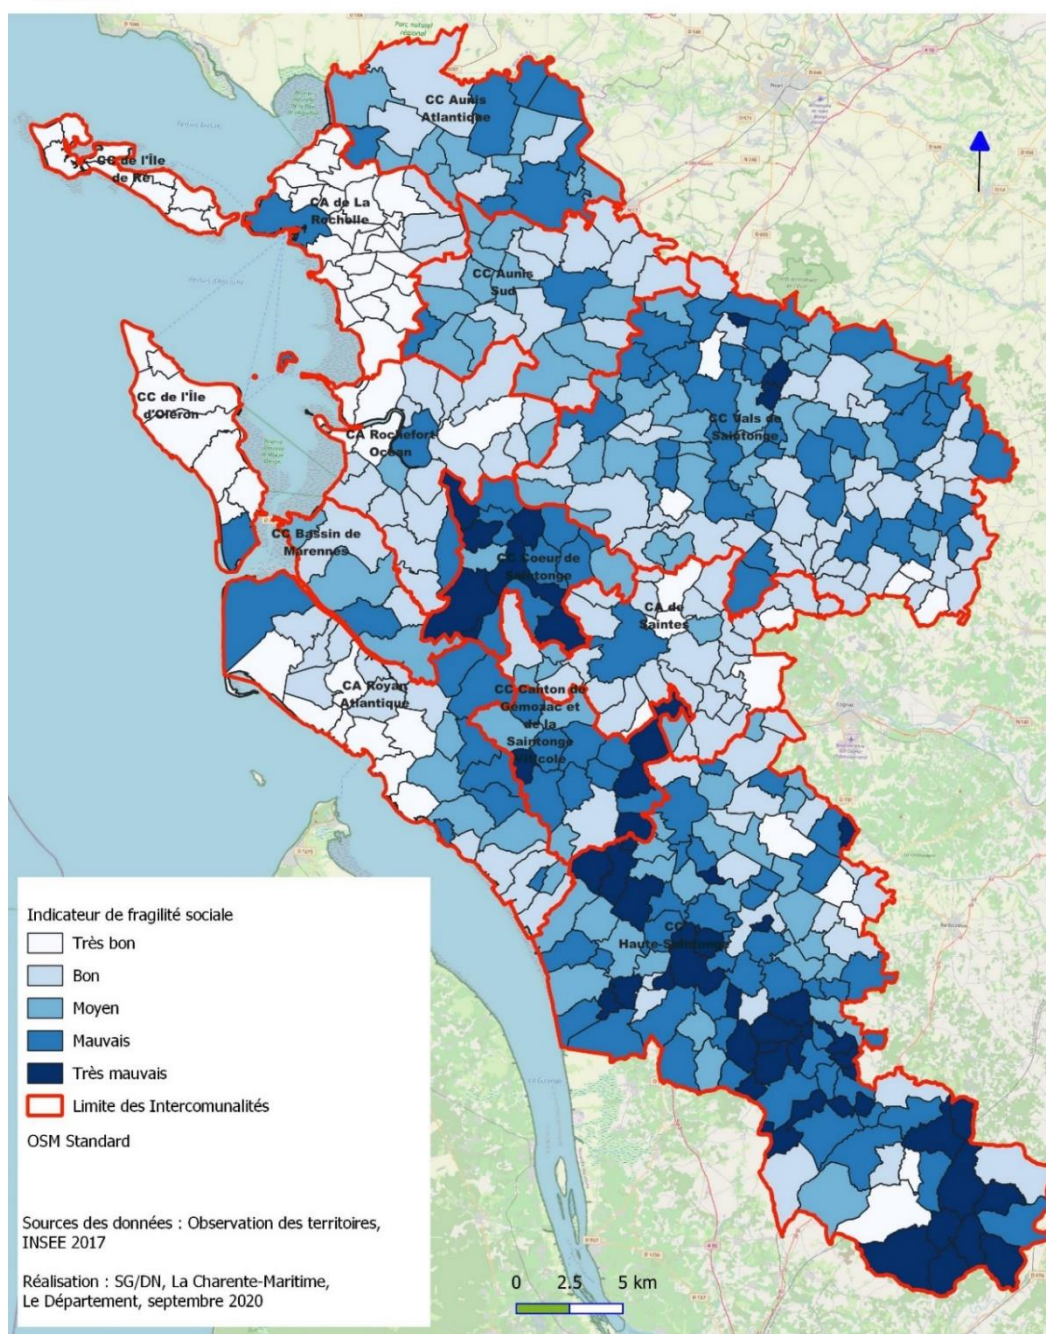 CC Aunis
Atlantique
CC de l'Île
de Ré
CA de La
Rochelle
CC Aunis
Sud
CC de l'Île
d'Oléron
CC Vals de
Saintonge
CA Rochefort
Océan
CC Bassin de
Marennes
CC Coeur de
Saintonge
CA de
Saintes
CA Royan
Atlantique
CC Canton de
Gémozac et
de la
Saintonge
Viticole
Haute-Saintonge
Indicateur de fragilité sociale
Très bon
Bon
Moyen
Mauvais
Très mauvais
Limite des Intercomunalités
OSM Standard
Sources des données : Observation des territoires,
INSEE 2017
Réalisation : SG/DN, La Charente-Maritime,
Le Département, septembre 2020
0 2.5 5 km